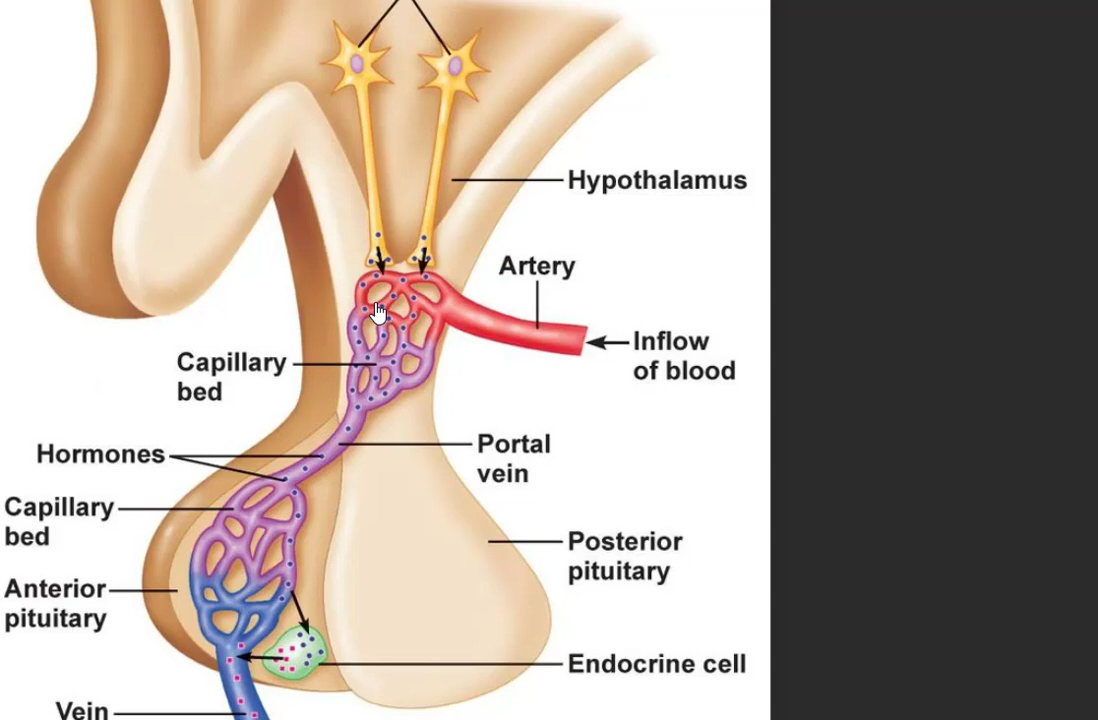 Hypothalamus
Artery
Inflow
of blood
Capillary
bed
Hormones
Portal
vein
Capillary
bed
Posterior
pituitary
Anterior
pituitary
Endocrine cell
Vein